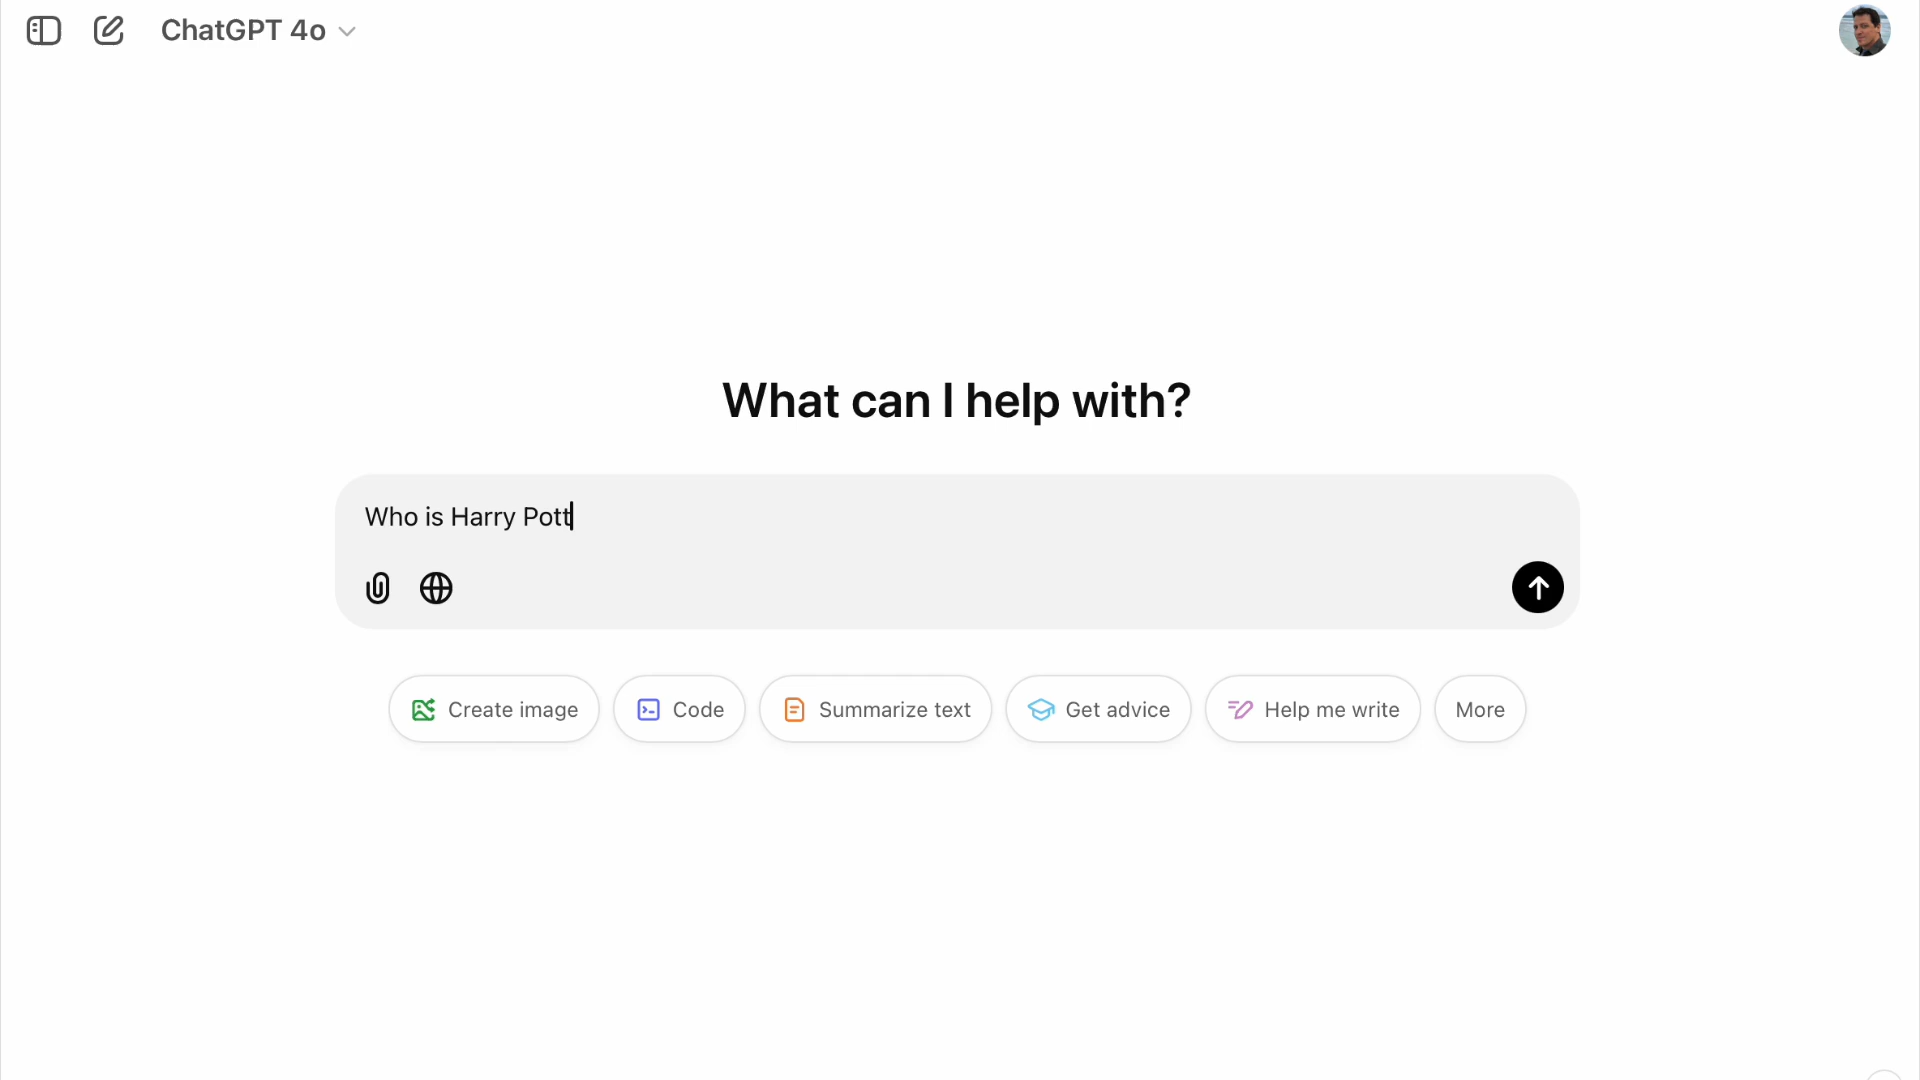 ChatGPT 4o
What can I help with?
Who is Harry Pott
Create image
Code
Summarize text
Get advice
Help me write
More